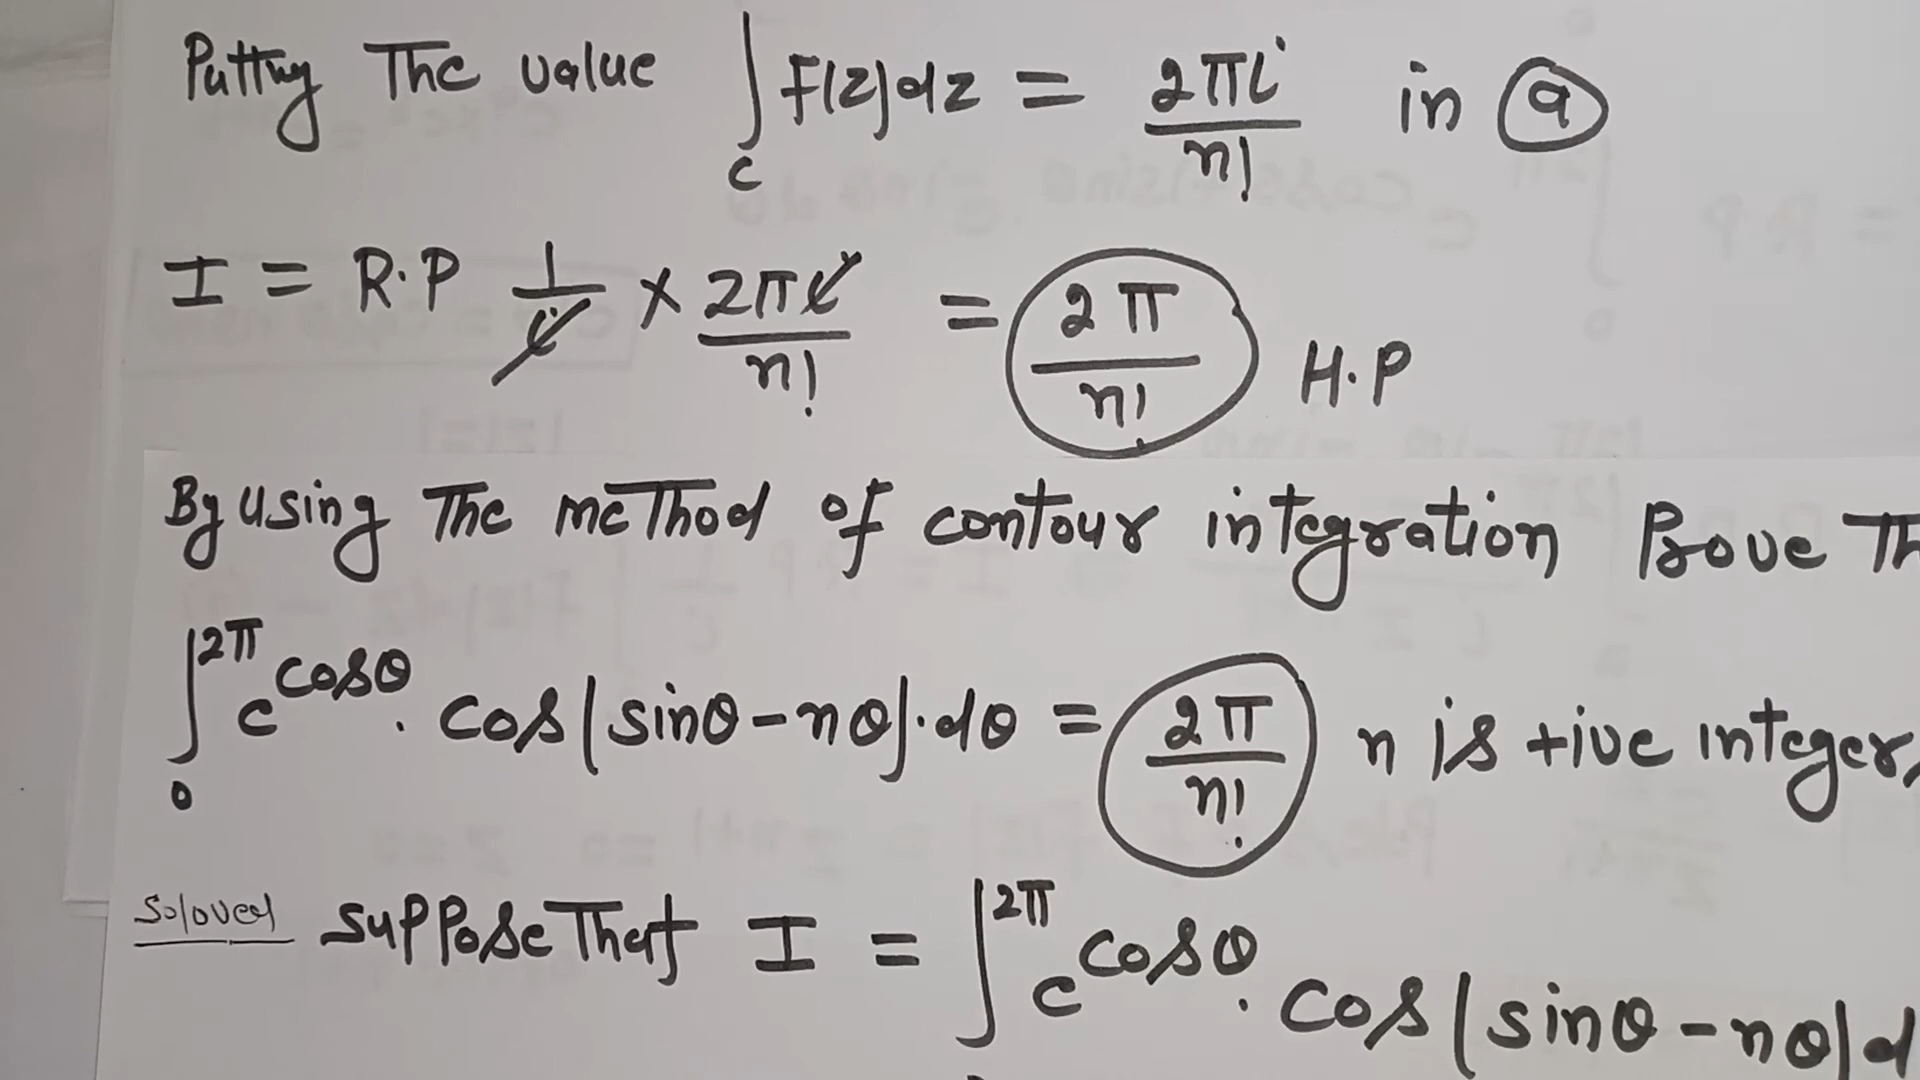 Putting The value ∫_C F(z)dz = 2πi/n! in (a)
I = R.P 1/i × 2πi/n! = 2π/n! H.P
By using The meThod of contour integration Prove Th
∫_0^2π e^cosθ . cos(sinθ-nθ).dθ = 2π/n! n is +ive integer,
Soloved Suppose That I = ∫^2π e^cosθ . cos(sinθ-nθ)d